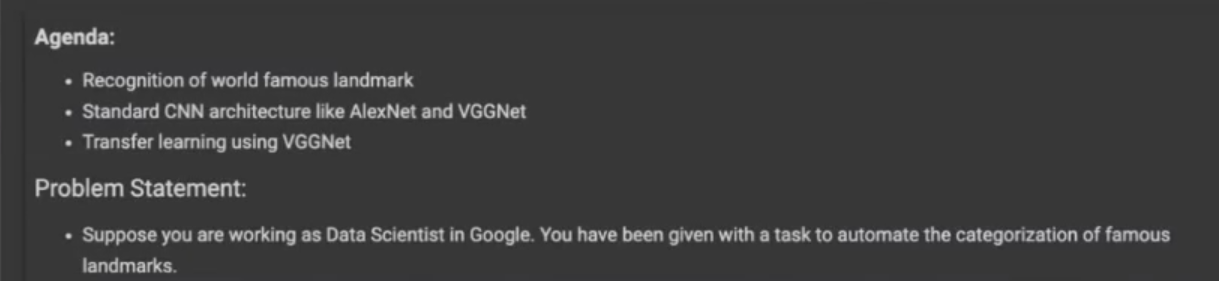 Agenda:
• Recognition of world famous landmark
• Standard CNN architecture like AlexNet and VGGNet
• Transfer learning using VGGNet
Problem Statement:
• Suppose you are working as Data Scientist in Google. You have been given with a task to automate the categorization of famous
landmarks.